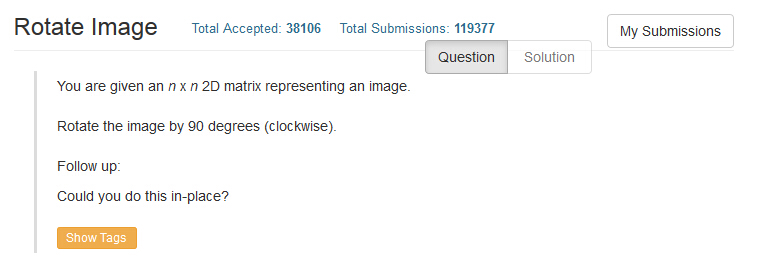 Rotate Image Total Accepted: 38106 Total Submissions: 119377 My Submissions
Question Solution
You are given an n x n 2D matrix representing an image.
Rotate the image by 90 degrees (clockwise).
Follow up:
Could you do this in-place?
Show Tags